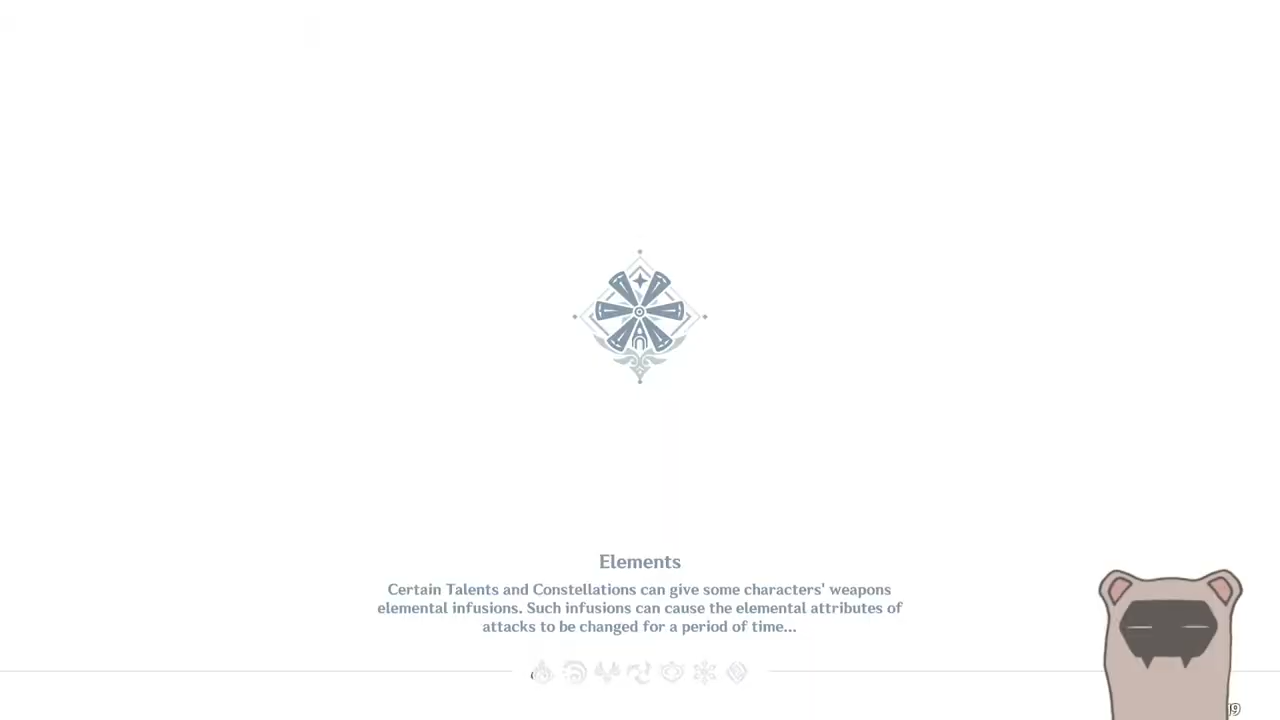 Elements
Certain Talents and Constellations can give some characters' weapons
elemental infusions. Such infusions can cause the elemental attributes of
attacks to be changed for a period of time...